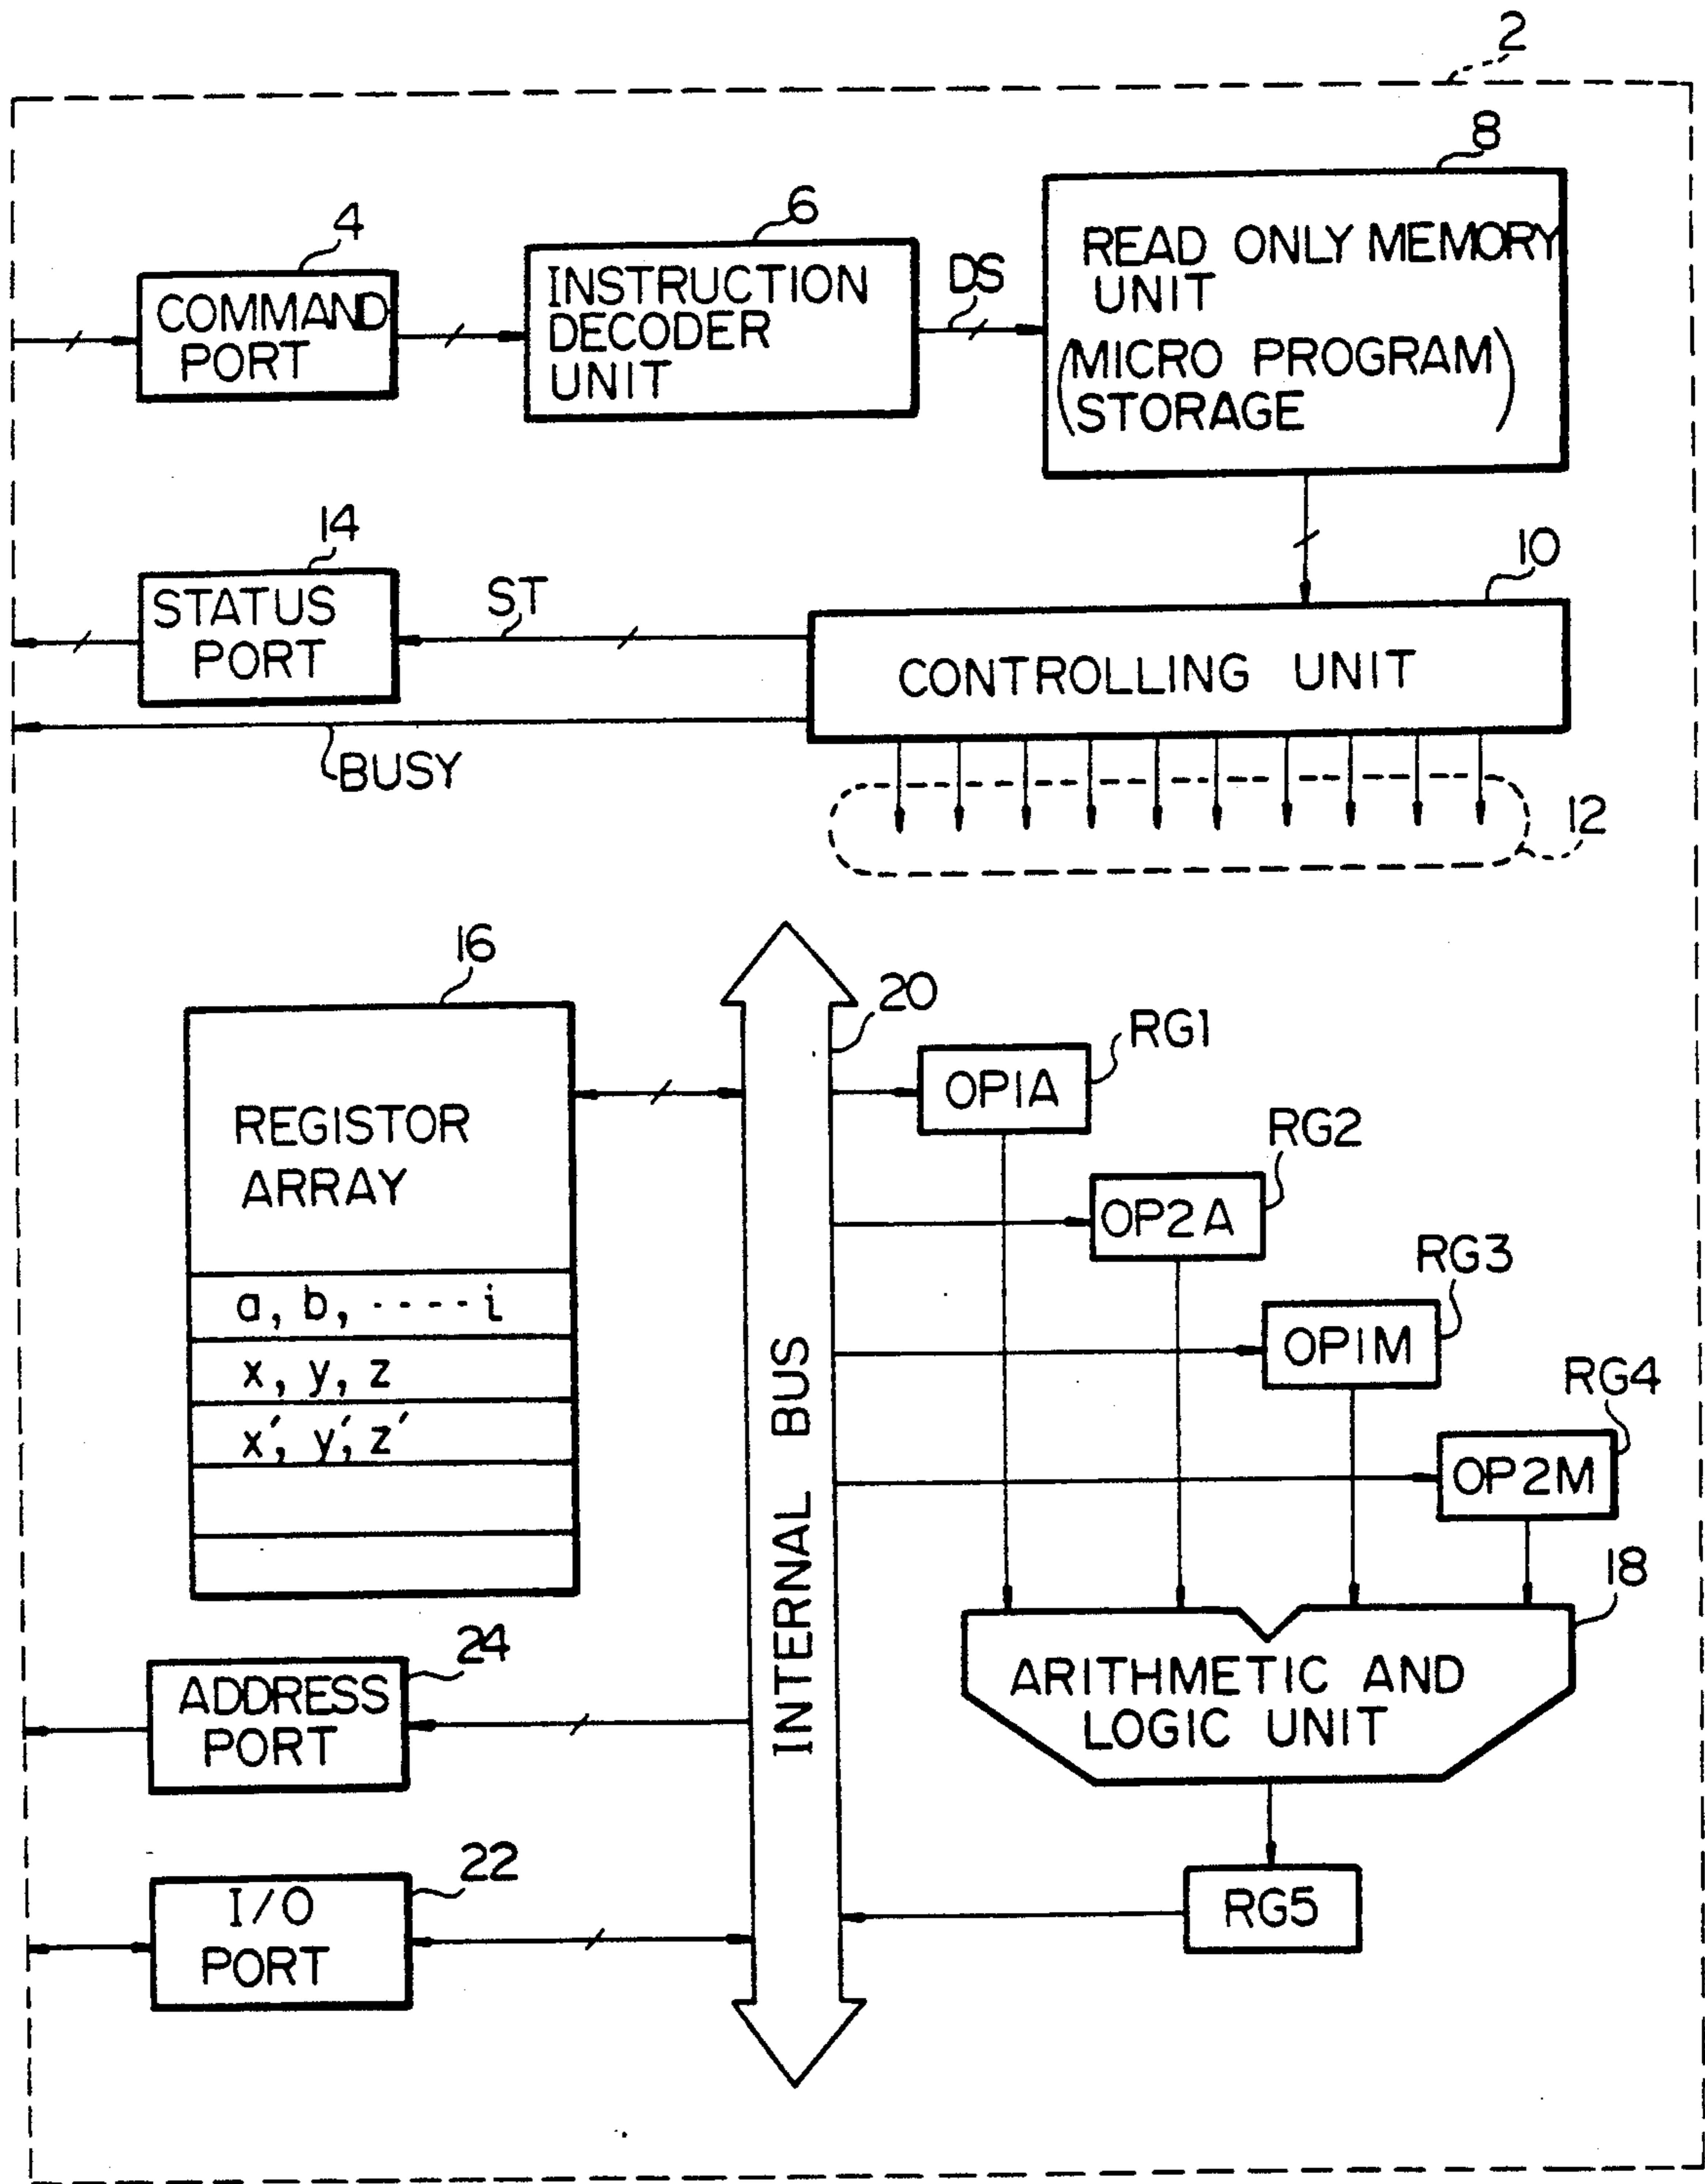 2
8
READ ONLY MEMORY
UNIT
(MICRO PROGRAM)
STORAGE
4
COMMAND
PORT
6
INSTRUCTION
DECODER
UNIT
DS
14
STATUS
PORT
ST
10
CONTROLLING UNIT
BUSY
12
16
REGISTOR
ARRAY
a, b, ----i
x, y, z
x', y', z'
20
INTERNAL BUS
RG1
OP1A
RG2
OP2A
RG3
OP1M
RG4
OP2M
18
ARITHMETIC AND
LOGIC UNIT
24
ADDRESS
PORT
22
I/O
PORT
RG5